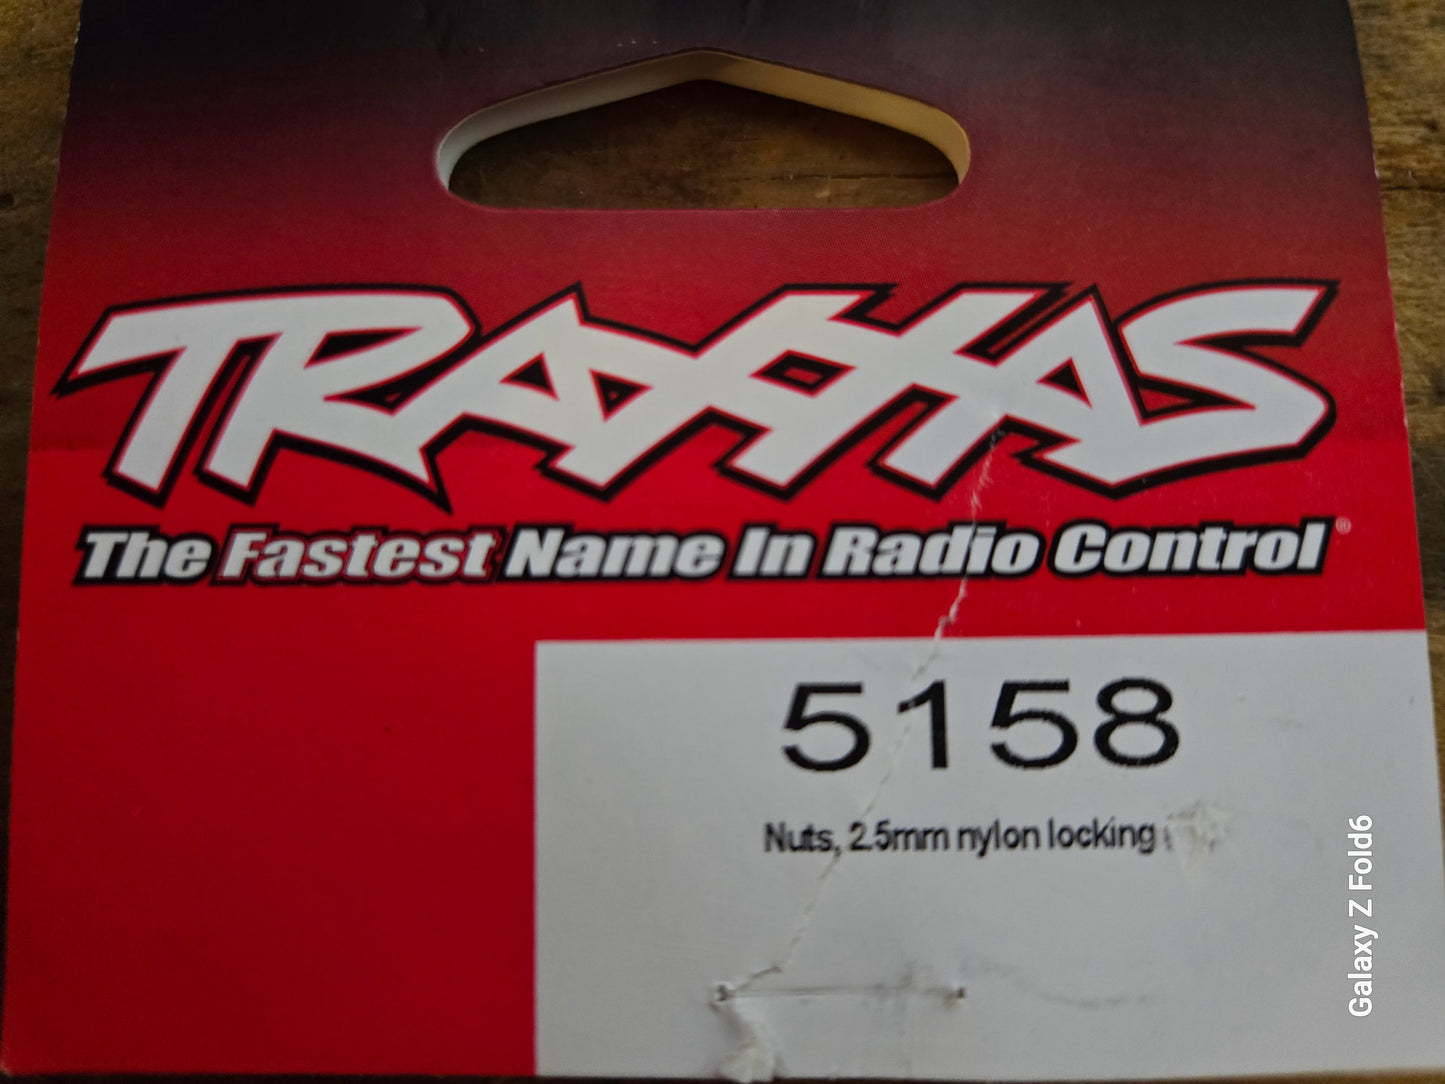 TRAXXAS
The Fastest Name In Radio Control®
5158
Nuts, 2.5mm nylon locking
Galaxy Z Fold6